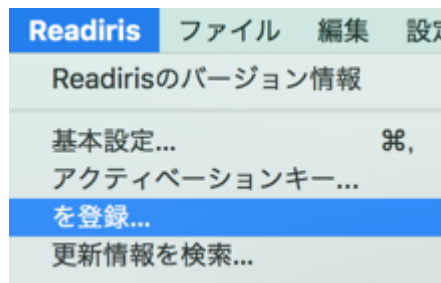 Readiris ファイル 編集 設定
Readirisのバージョン情報
基本設定... ⌘,
アクティベーションキー...
を登録...
更新情報を検索...